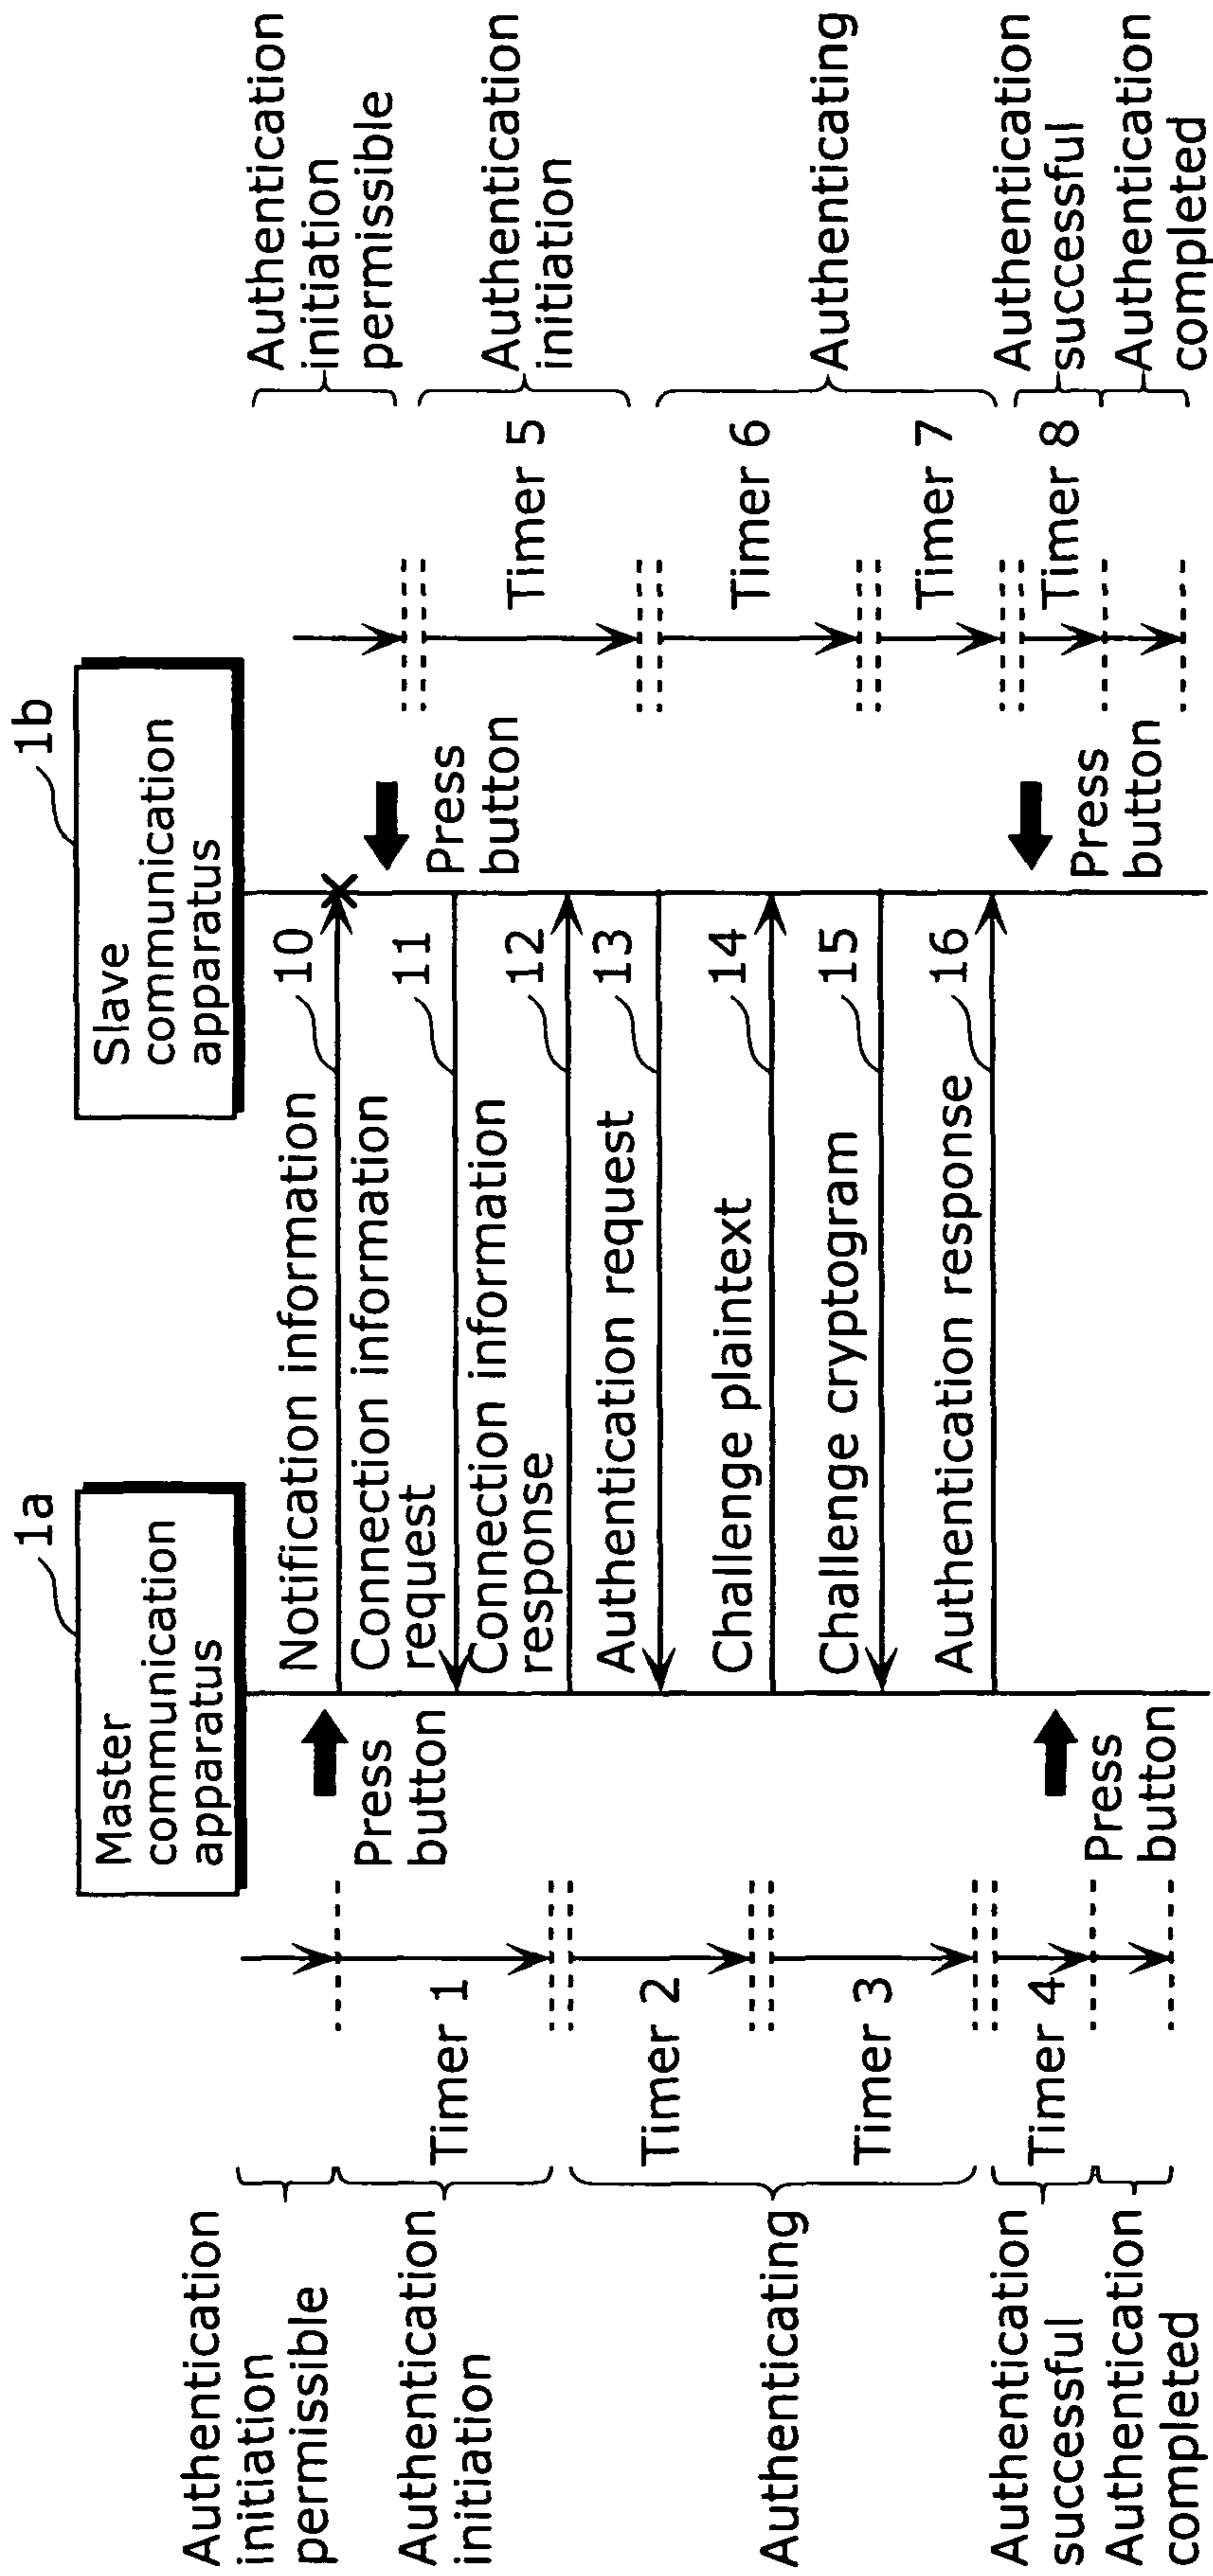 1a
Master
communication
apparatus
1b
Slave
communication
apparatus
Authentication
initiation
permissible
Authentication
initiation
Authenticating
Authentication
successful
Authentication
completed
Timer 1
Timer 2
Timer 3
Timer 4
Press
button
Press
button
Notification information
10
Connection information
request
11
Connection information
response
12
Authentication request
13
Challenge plaintext
14
Challenge cryptogram
15
Authentication response
16
Press
button
Press
button
Timer 5
Timer 6
Timer 7
Timer 8
Authentication
initiation
permissible
Authentication
initiation
Authenticating
Authentication
successful
Authentication
completed